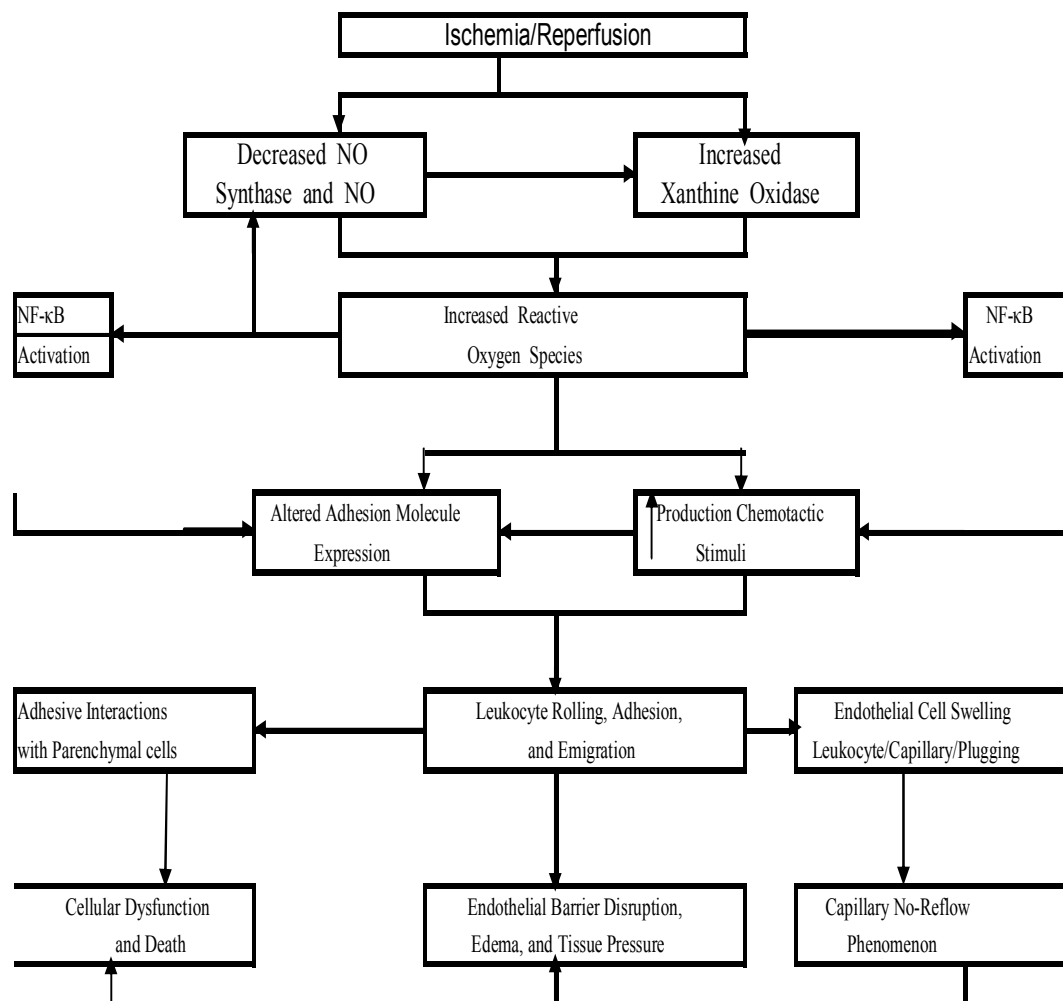 Ischemia/Reperfusion
Decreased NO
Synthase and NO
Increased
Xanthine Oxidase
NF-κB
Activation
Increased Reactive
Oxygen Species
NF-κB
Activation
Altered Adhesion Molecule
Expression
Production Chemotactic
Stimuli
Adhesive Interactions
with Parenchymal cells
Leukocyte Rolling, Adhesion,
and Emigration
Endothelial Cell Swelling
Leukocyte/Capillary/Plugging
Cellular Dysfunction
and Death
Endothelial Barrier Disruption,
Edema, and Tissue Pressure
Capillary No-Reflow
Phenomenon